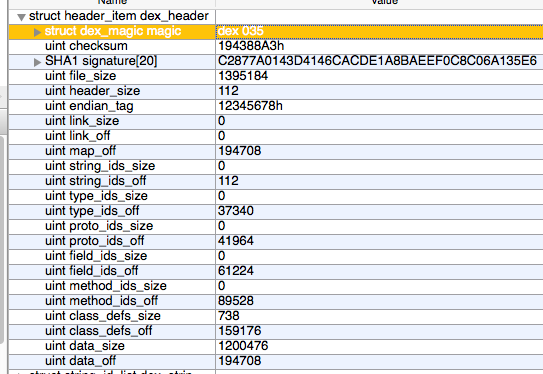 Name Value
struct header_item dex_header
struct dex_magic magic dex 035
uint checksum 194388A3h
SHA1 signature[20] C2877A0143D4146CACDE1A8BAEEF0C8C06A135E6
uint file_size 1395184
uint header_size 112
uint endian_tag 12345678h
uint link_size 0
uint link_off 0
uint map_off 194708
uint string_ids_size 0
uint string_ids_off 112
uint type_ids_size 0
uint type_ids_off 37340
uint proto_ids_size 0
uint proto_ids_off 41964
uint field_ids_size 0
uint field_ids_off 61224
uint method_ids_size 0
uint method_ids_off 89528
uint class_defs_size 738
uint class_defs_off 159176
uint data_size 1200476
uint data_off 194708